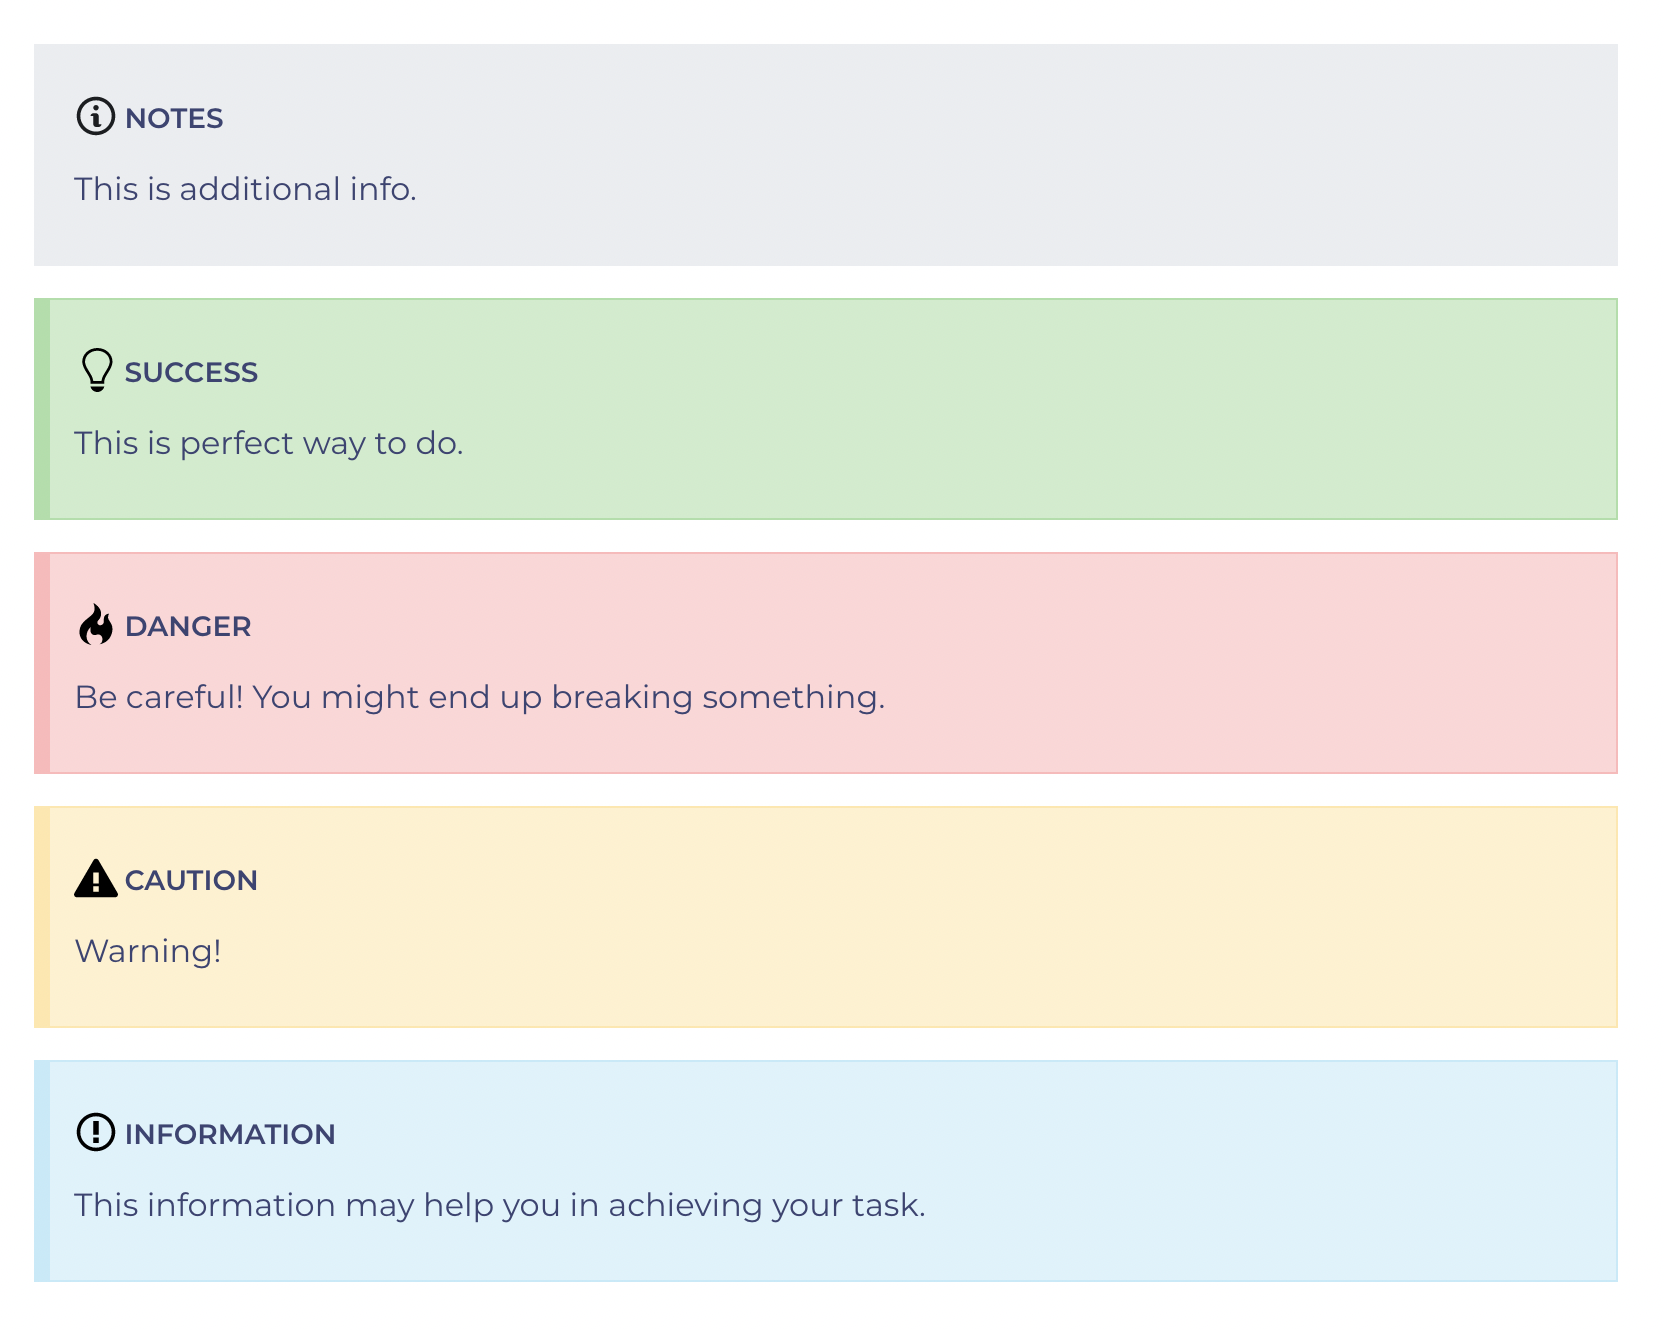 NOTES
This is additional info.
SUCCESS
This is perfect way to do.
DANGER
Be careful! You might end up breaking something.
CAUTION
Warning!
INFORMATION
This information may help you in achieving your task.